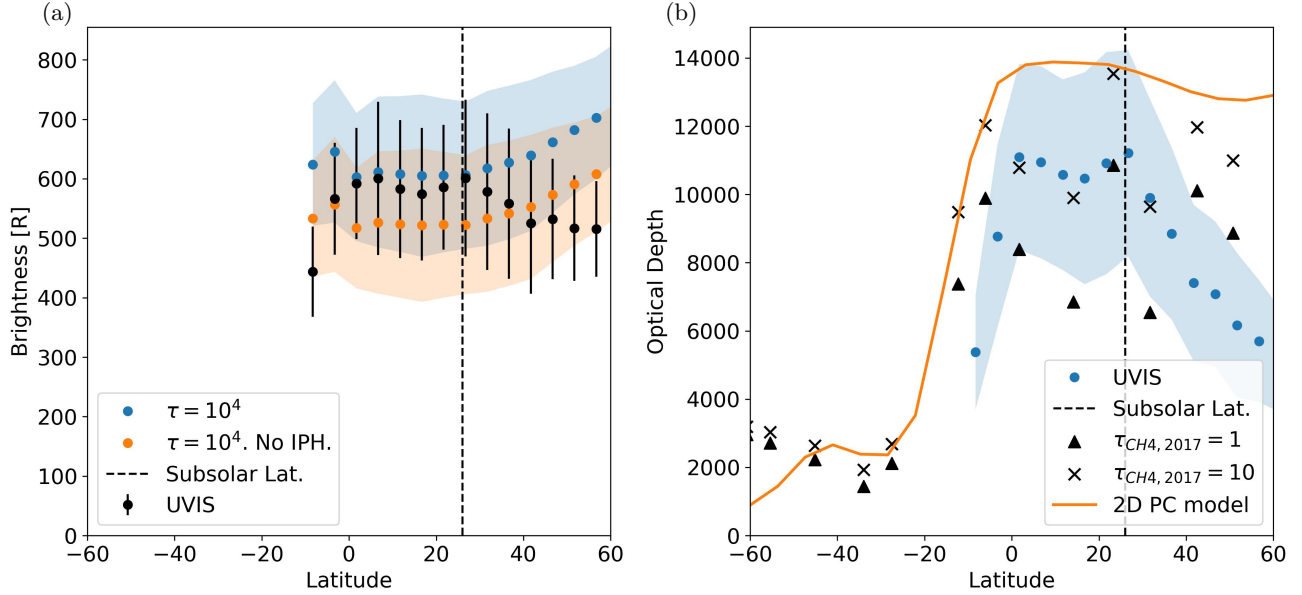 (a)
800
700
600
500
400
300
200
100
0
Brightness [R]
τ = 10⁴
τ = 10⁴. No IPH.
Subsolar Lat.
UVIS
−60 −40 −20 0 20 40 60
Latitude
(b)
14000
12000
10000
8000
6000
4000
2000
0
Optical Depth
UVIS
Subsolar Lat.
τCH4, 2017 = 1
τCH4, 2017 = 10
2D PC model
−60 −40 −20 0 20 40 60
Latitude